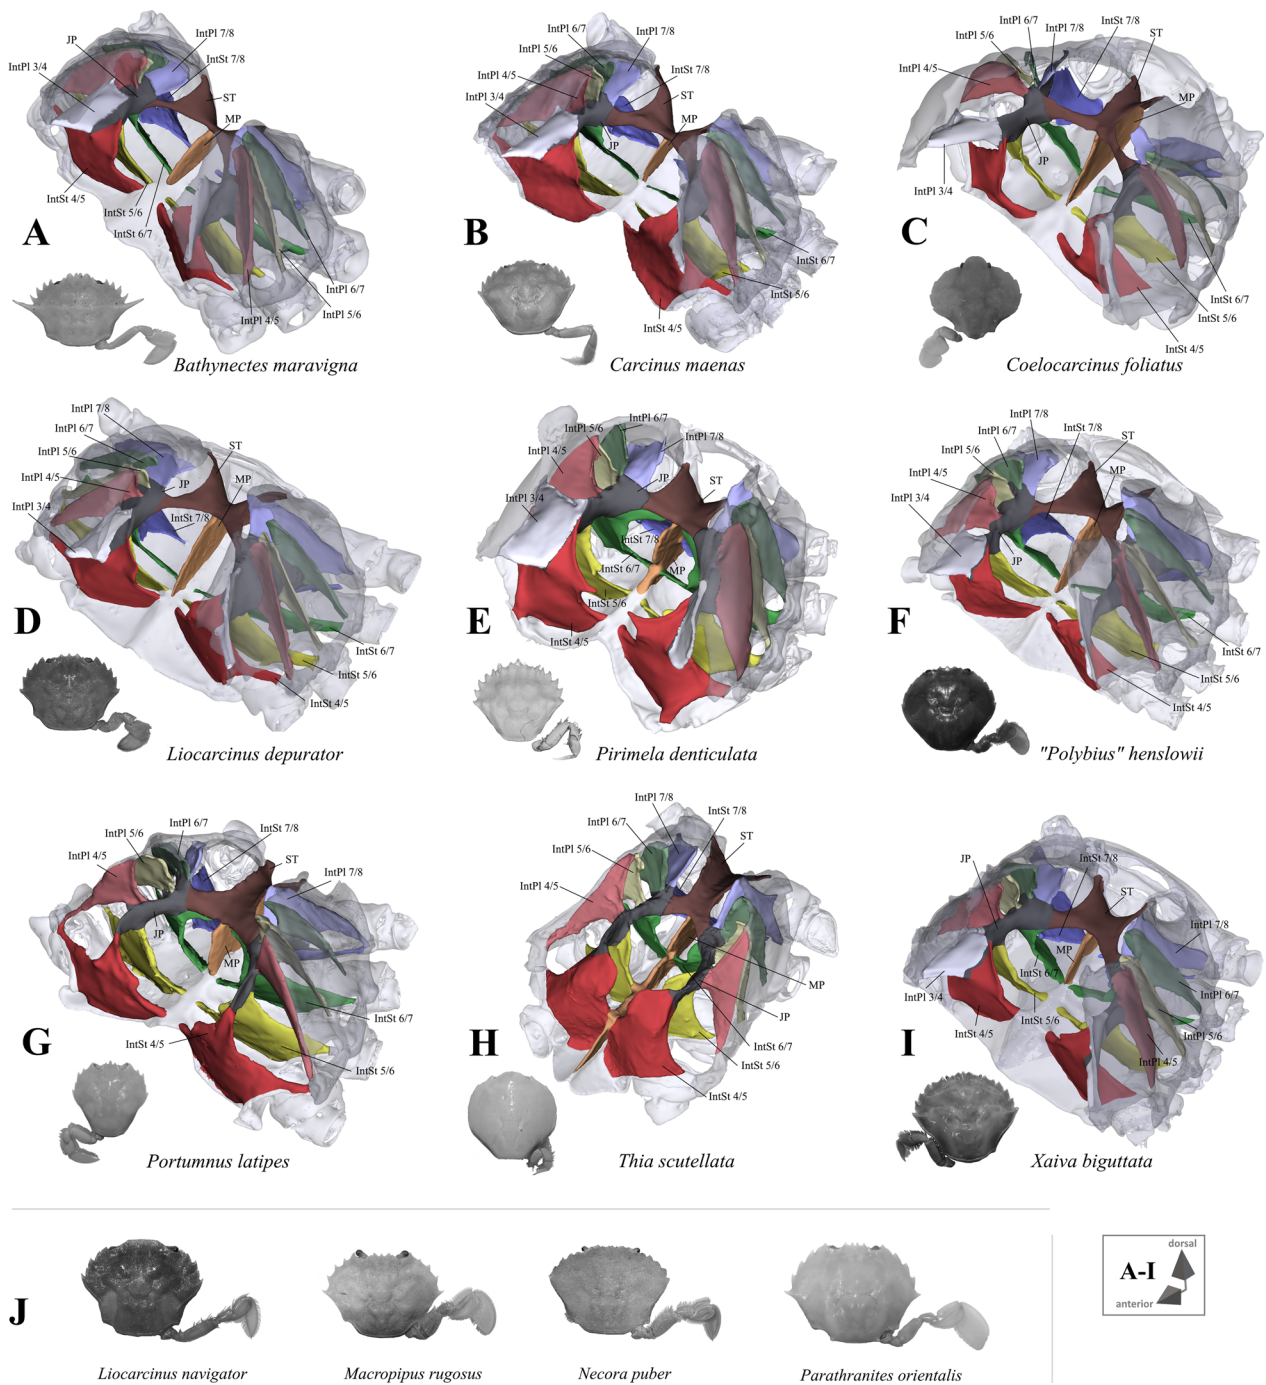 IntPl 7/8
JP
IntPl 3/4
IntSt 7/8
ST
MP
IntSt 4/5
IntSt 5/6
IntSt 6/7
IntPl 6/7
IntPl 5/6
IntPl 4/5
A
Bathynectes maravigna
IntPl 6/7
IntPl 7/8
IntPl 5/6
IntSt 7/8
IntPl 4/5
ST
IntPl 3/4
MP
JP
IntSt 6/7
IntSt 5/6
IntSt 4/5
B
Carcinus maenas
IntPl 6/7
IntPl 7/8
IntSt 7/8
IntPl 5/6
ST
IntPl 4/5
MP
JP
IntPl 3/4
IntSt 6/7
IntSt 5/6
IntSt 4/5
C
Coelocarcinus foliatus
IntPl 7/8
IntPl 6/7
ST
IntPl 5/6
IntPl 4/5
JP
MP
IntPl 3/4
IntSt 7/8
IntSt 6/7
IntSt 5/6
IntSt 4/5
D
Liocarcinus depurator
IntPl 6/7
IntPl 5/6
IntPl 7/8
IntPl 4/5
JP
ST
IntPl 3/4
IntSt 7/8
IntSt 6/7
MP
IntSt 5/6
IntSt 4/5
E
Pirimela denticulata
IntPl 7/8
IntSt 7/8
IntPl 6/7
ST
IntPl 5/6
MP
IntPl 4/5
IntPl 3/4
JP
IntSt 6/7
IntSt 5/6
IntSt 4/5
F
"Polybius" henslowii
IntPl 6/7
IntPl 5/6
IntSt 7/8
IntPl 4/5
ST
IntPl 7/8
JP
MP
IntSt 6/7
IntSt 4/5
IntSt 5/6
G
Portumnus latipes
IntPl 7/8
IntSt 7/8
IntPl 6/7
ST
IntPl 5/6
IntPl 4/5
MP
JP
IntSt 6/7
IntSt 5/6
IntSt 4/5
H
Thia scutellata
JP
IntSt 7/8
ST
IntPl 7/8
MP
IntSt 6/7
IntPl 3/4
IntPl 6/7
IntSt 5/6
IntSt 4/5
IntPl 5/6
IntPl 4/5
I
Xaiva biguttata
J
Liocarcinus navigator
Macropipus rugosus
Necora puber
Parathranites orientalis
dorsal
A-I
anterior